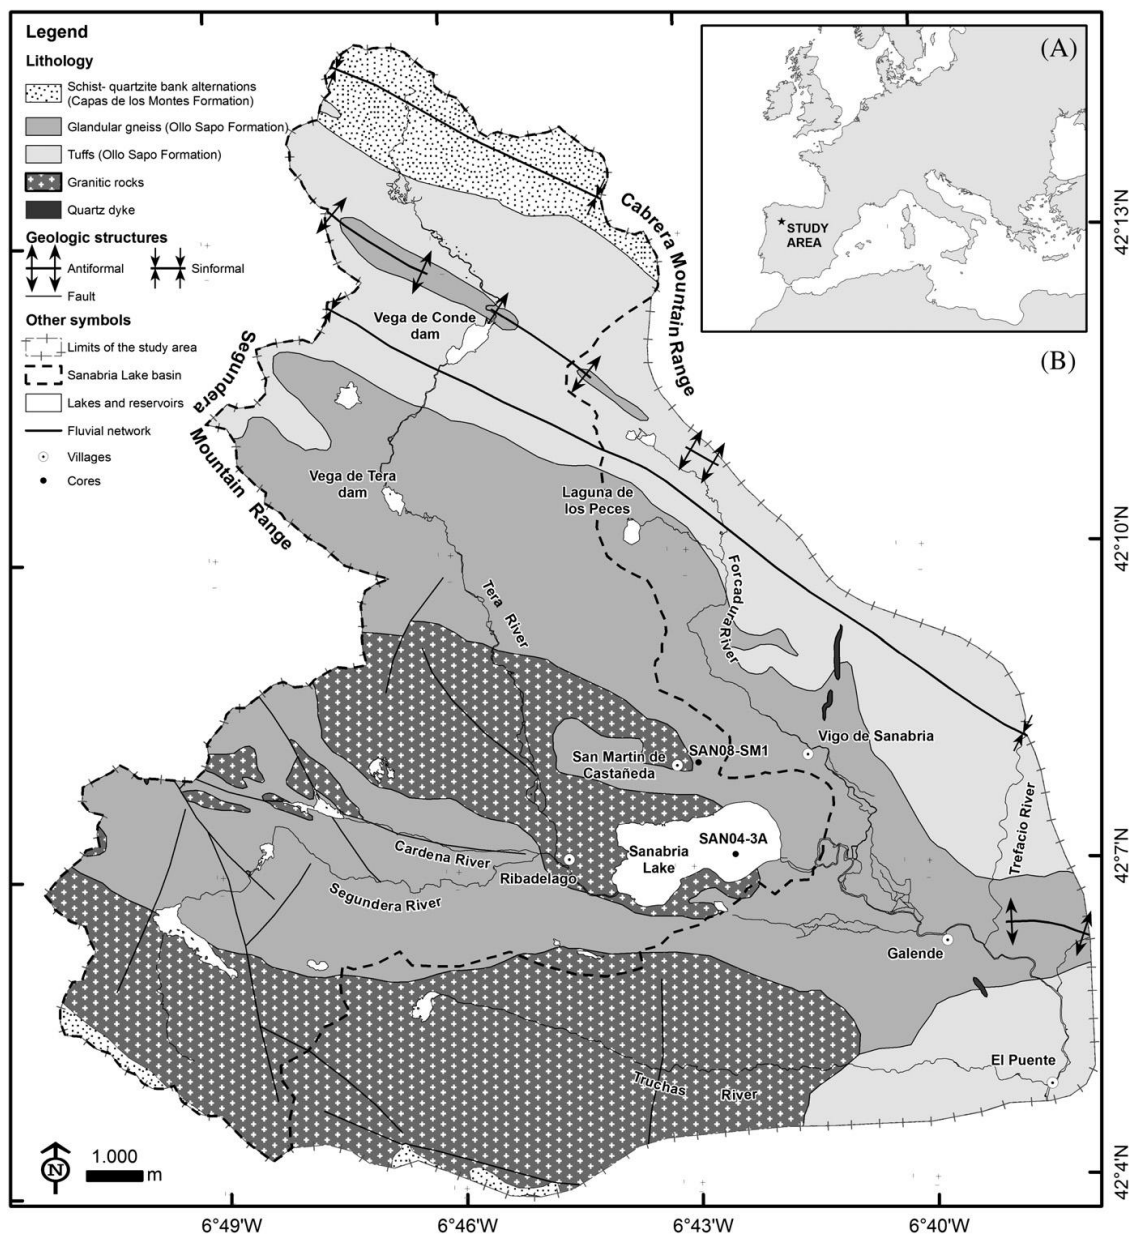 Legend
Lithology
Schist- quartzite bank alternations
(Capas de los Montes Formation)
Glandular gneiss (Ollo Sapo Formation)
Tuffs (Ollo Sapo Formation)
Granitic rocks
Quartz dyke
Geologic structures
Antiformal
Sinformal
Fault
Other symbols
Limits of the study area
Sanabria Lake basin
Lakes and reservoirs
Fluvial network
Villages
Cores
(A)
STUDY
AREA
(B)
Cabrera Mountain Range
Segundera
Mountain Range
Vega de Conde
dam
Vega de Tera
dam
Laguna de
los Peces
Tera River
Forcadura River
San Martin de
Castañeda
SAN08-SM1
Vigo de Sanabria
Trefacio River
Sanabria
Lake
SAN04-3A
Cardena River
Ribadelago
Segundera River
Galende
El Puente
Truchas River
N
1.000
m
42°13'N
42°10'N
42°7'N
42°4'N
6°49'W
6°46'W
6°43'W
6°40'W